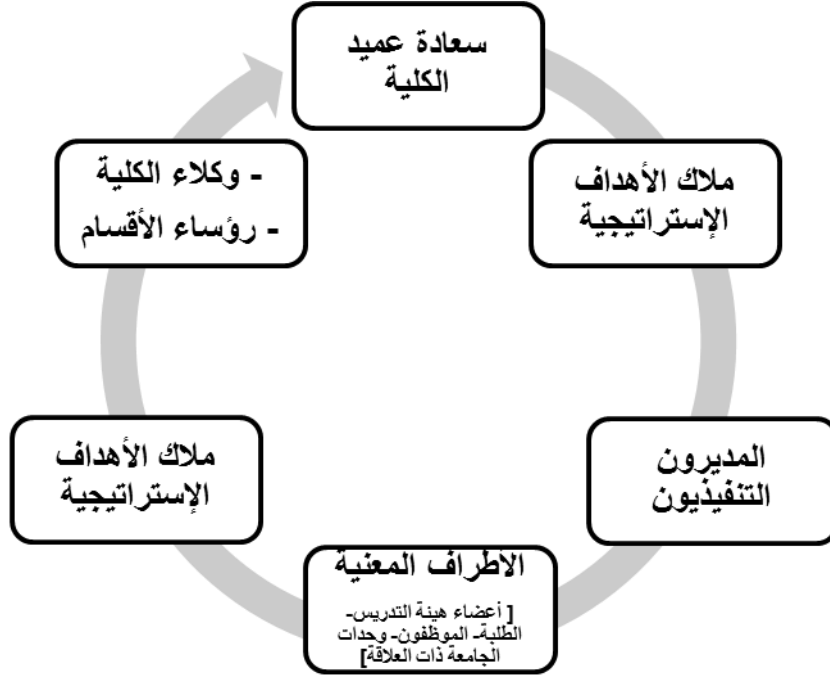 سعادة عميد
الكلية
ملاك الأهداف
الإستراتيجية
المديرون
التنفيذيون
الأطراف المعنية
[ أعضاء هيئة التدريس-
الطلبة- الموظفون- وحدات
الجامعة ذات العلاقة]
ملاك الأهداف
الإستراتيجية
- وكلاء الكلية
- رؤساء الأقسام